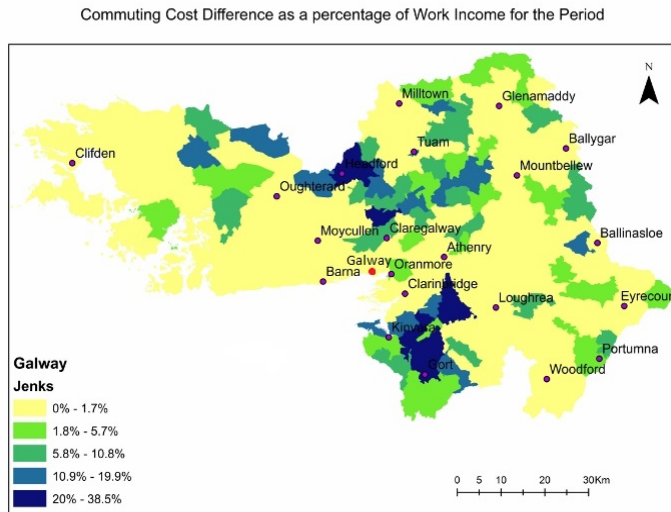 Commuting Cost Difference as a percentage of Work Income for the Period
N
Milltown
Glenamaddy
Tuam
Ballygar
Clifden
Headford
Mountbellew
Oughterard
Moycullen
Claregalway
Ballinasloe
Athenry
Galway
Oranmore
Barna
Clarinbridge
Loughrea
Eyrecour
Kinvara
Portumna
Gort
Woodford
Galway
Jenks
0% - 1.7%
1.8% - 5.7%
5.8% - 10.8%
10.9% - 19.9%
20% - 38.5%
0 5 10 20 30Km